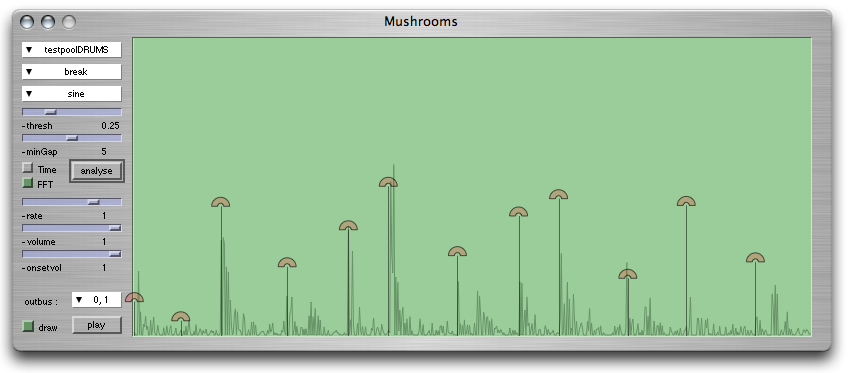 Mushrooms
testpoolDRUMS
break
sine
-thresh 0.25
-minGap 5
Time
analyse
FFT
-rate 1
-volume 1
-onsetvol 1
outbus : 0,1
draw play